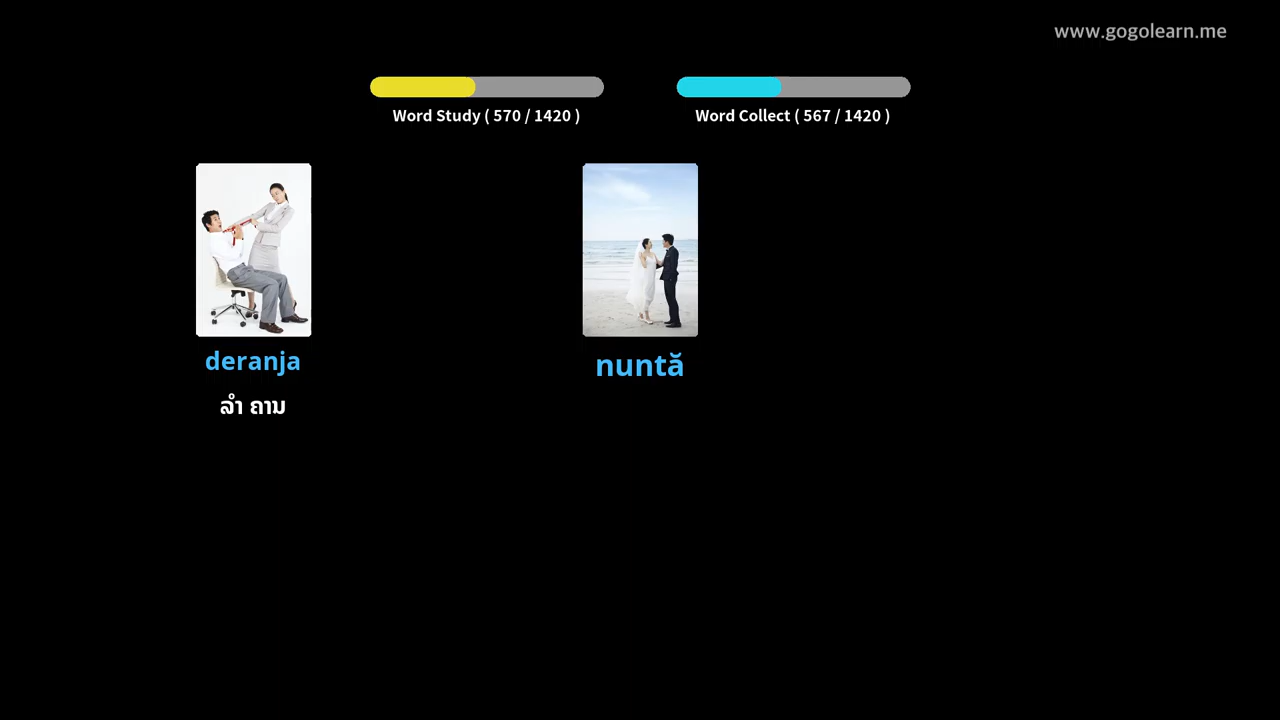 www.gogolearn.me
Word Study ( 570 / 1420 )
Word Collect ( 567 / 1420 )
deranja
ລຳ ຄານ
nuntă